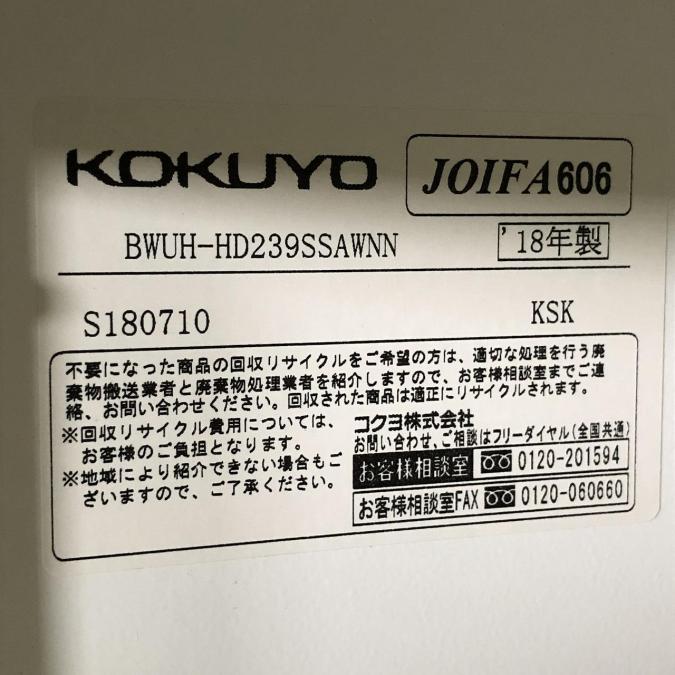 KOKUYO JOIFA606
BWUH-HD239SSAWNN '18年製
S180710 KSK
不要になった商品の回収リサイクルをご希望の方は、適切な処理を行う廃
棄物搬送業者と廃棄物処理業者を紹介しますので、お客様相談室までご連
絡、お問い合わせください。回収された商品は適正にリサイクルされます。
※回収リサイクル費用については、
お客様のご負担となります。
※地域により紹介できない場合もご
ざいますので、ご了承ください。
コクヨ株式会社
お問い合わせ、ご相談はフリーダイヤル(全国共通)
お客様相談室 0120-201594
お客様相談室FAX 0120-060660